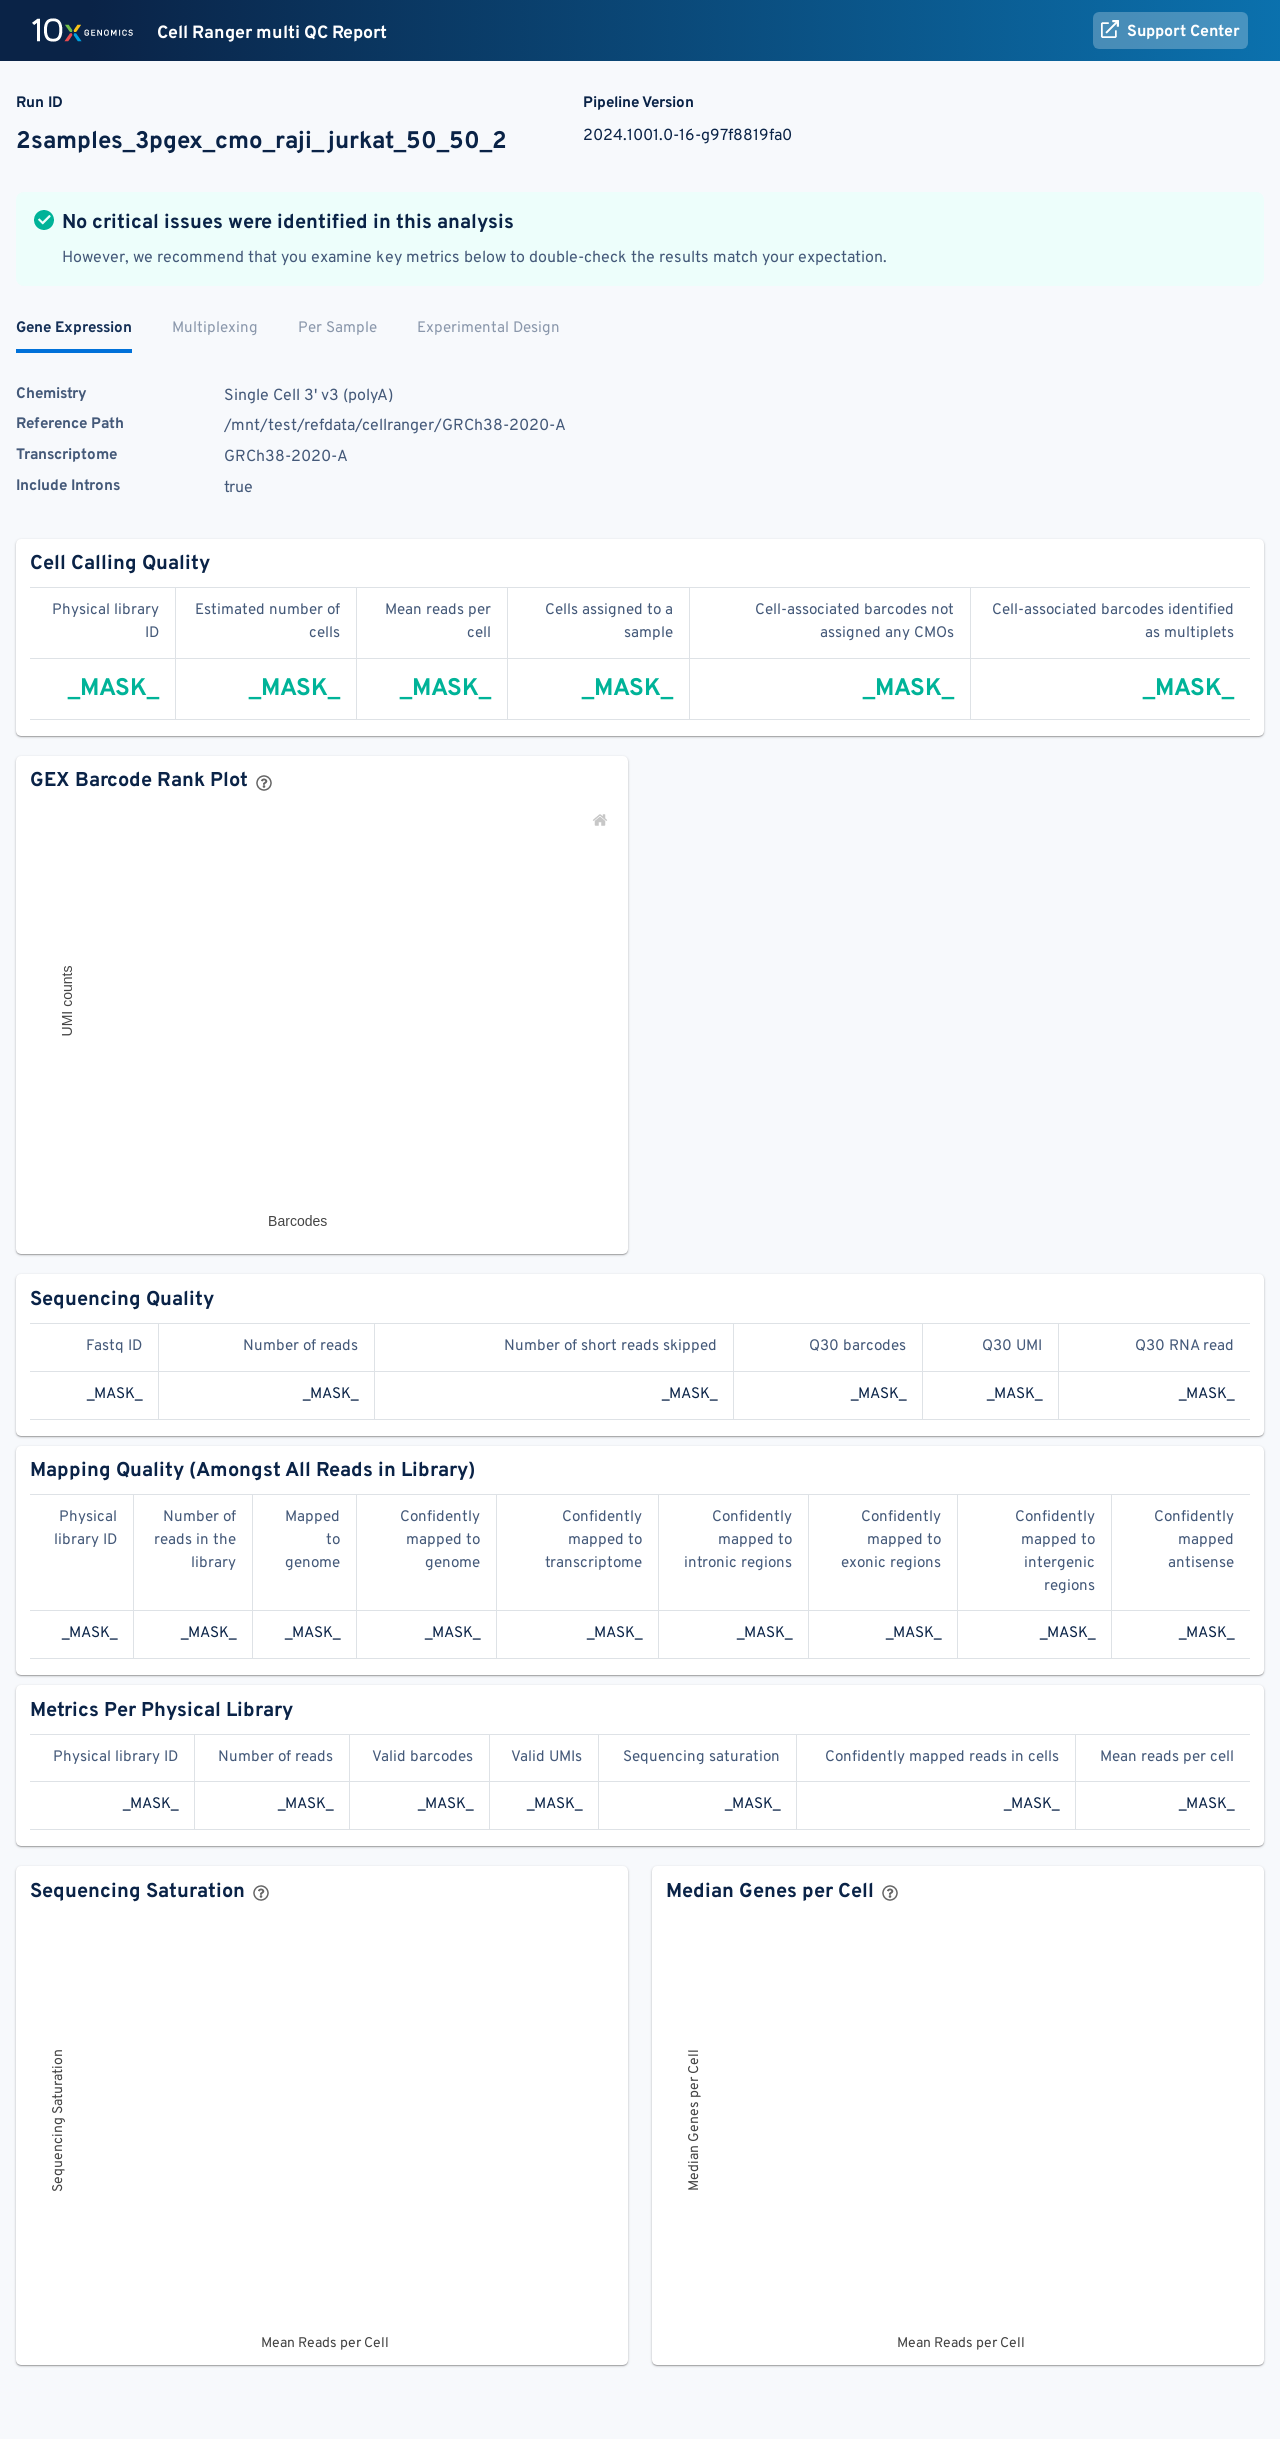 10x GENOMICS Cell Ranger multi QC Report Support Center
Run ID Pipeline Version
2samples_3pgex_cmo_raji_jurkat_50_50_2 2024.1001.0-16-g97f8819fa0
No critical issues were identified in this analysis
However, we recommend that you examine key metrics below to double-check the results match your expectation.
Gene Expression Multiplexing Per Sample Experimental Design
Chemistry Single Cell 3' v3 (polyA)
Reference Path /mnt/test/refdata/cellranger/GRCh38-2020-A
Transcriptome GRCh38-2020-A
Include Introns true
Cell Calling Quality
Physical library Estimated number of Mean reads per Cells assigned to a Cell-associated barcodes not Cell-associated barcodes identified
ID cells cell sample assigned any CMOs as multiplets
_MASK_ _MASK_ _MASK_ _MASK_ _MASK_ _MASK_
GEX Barcode Rank Plot
UMI counts
Barcodes
Sequencing Quality
Fastq ID Number of reads Number of short reads skipped Q30 barcodes Q30 UMI Q30 RNA read
_MASK_ _MASK_ _MASK_ _MASK_ _MASK_ _MASK_
Mapping Quality (Amongst All Reads in Library)
Physical Number of Mapped Confidently Confidently Confidently Confidently Confidently Confidently
library ID reads in the to mapped to mapped to mapped to mapped to mapped to mapped
library genome genome transcriptome intronic regions exonic regions intergenic antisense
regions
_MASK_ _MASK_ _MASK_ _MASK_ _MASK_ _MASK_ _MASK_ _MASK_ _MASK_
Metrics Per Physical Library
Physical library ID Number of reads Valid barcodes Valid UMIs Sequencing saturation Confidently mapped reads in cells Mean reads per cell
_MASK_ _MASK_ _MASK_ _MASK_ _MASK_ _MASK_ _MASK_
Sequencing Saturation Median Genes per Cell
Sequencing Saturation Median Genes per Cell
Mean Reads per Cell Mean Reads per Cell